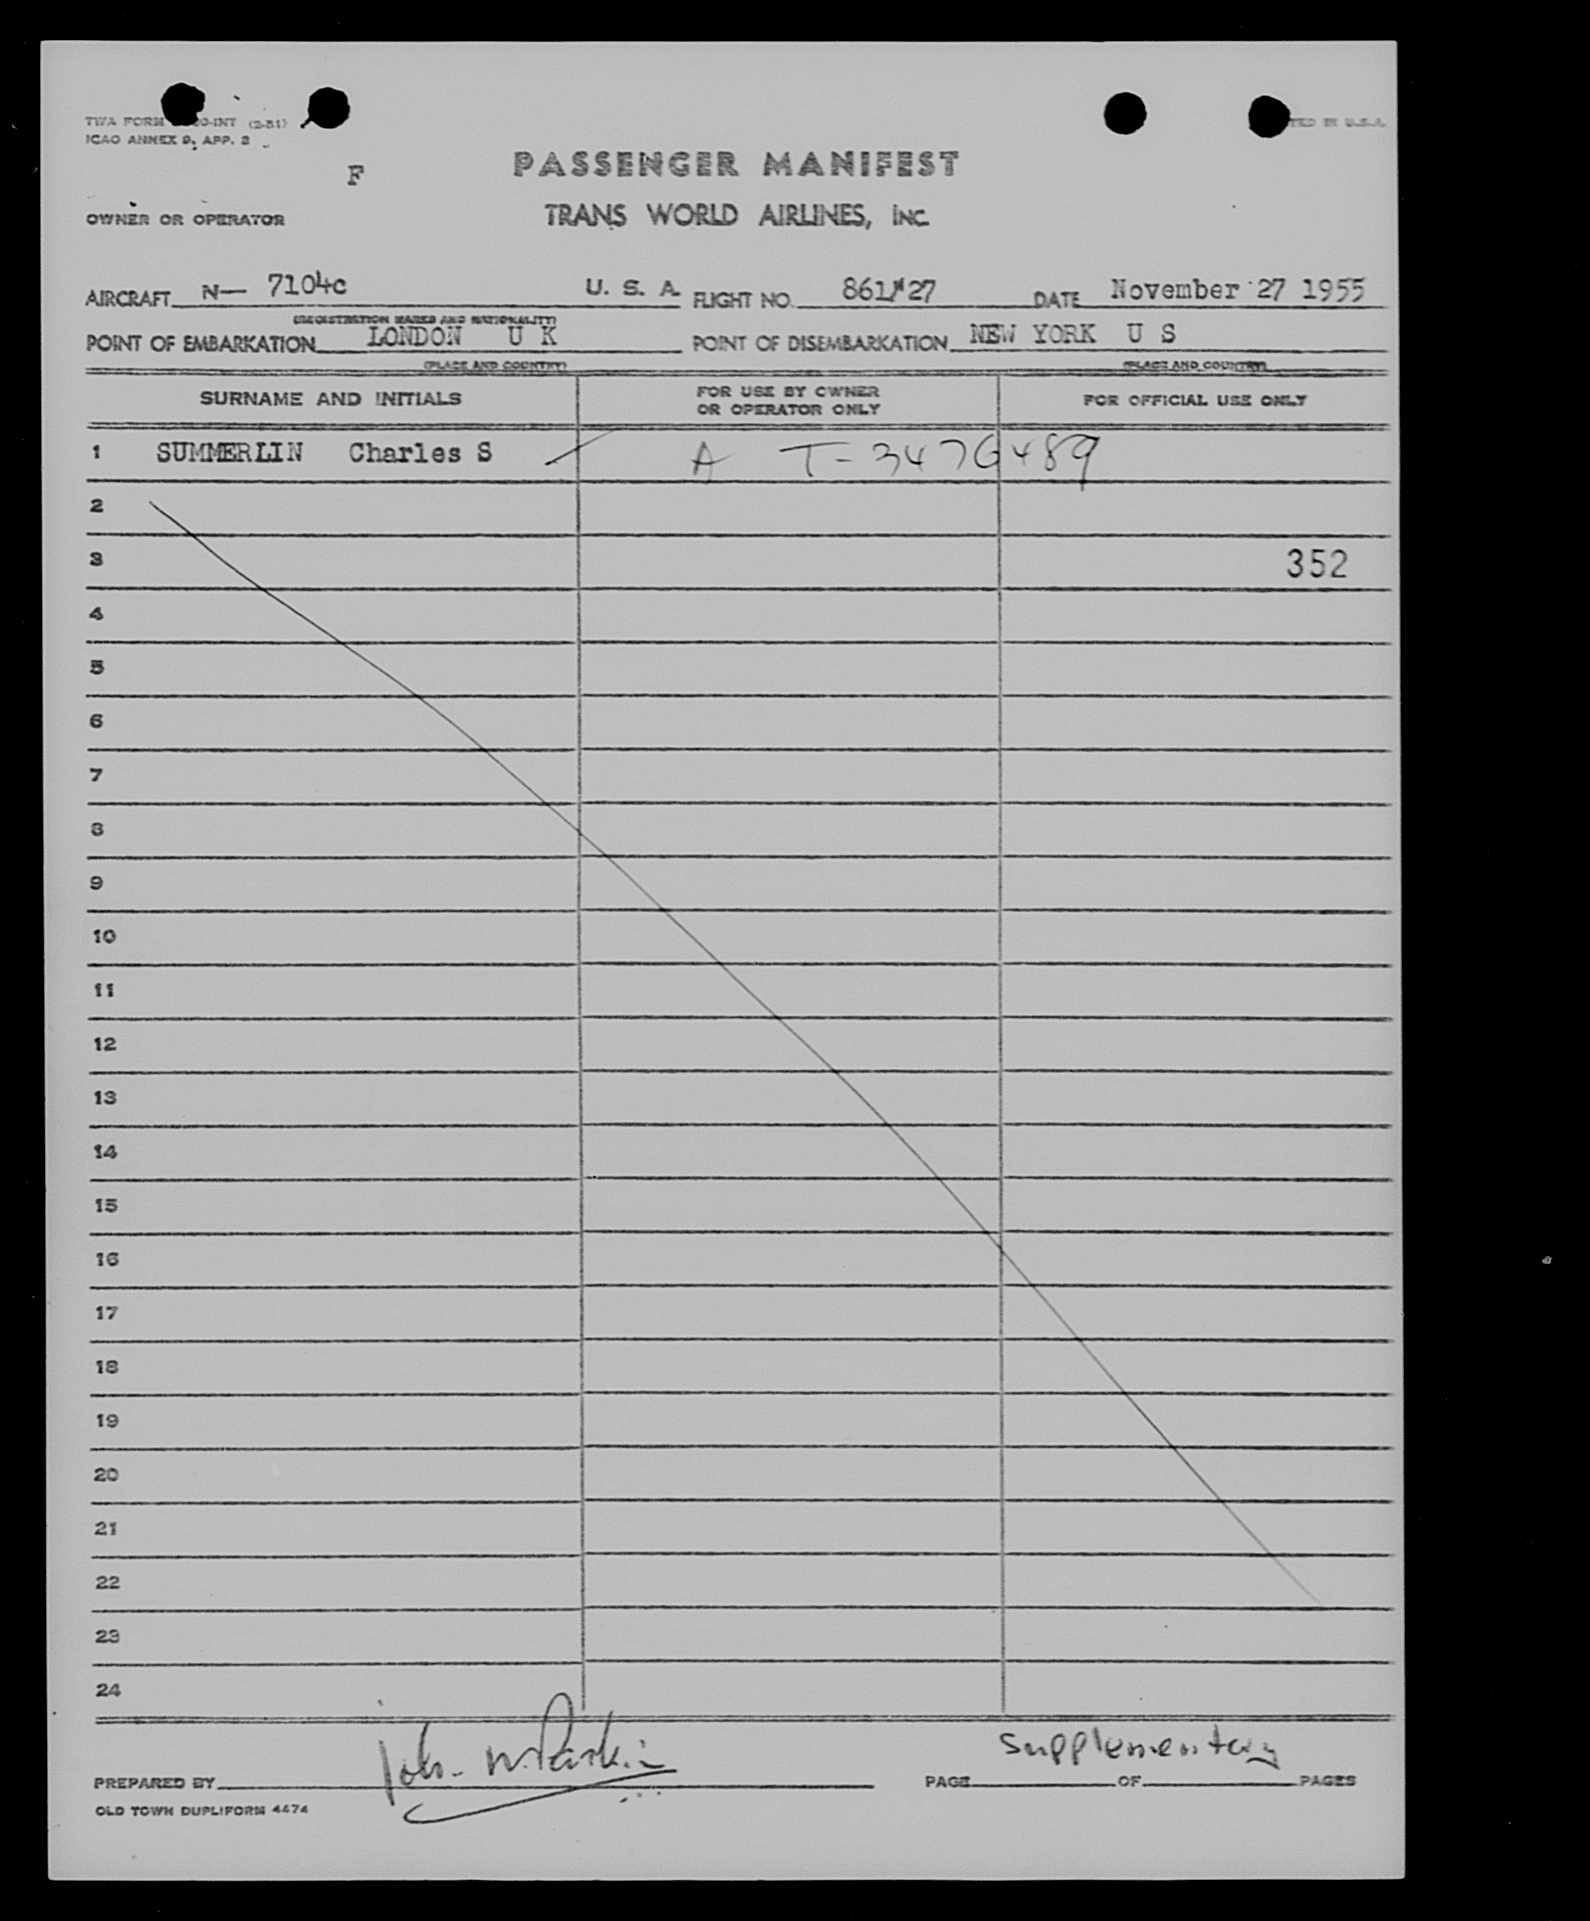 TWA FORM 20-INT (2-51)
ICAO ANNEX 9, APP. 2
TED IN U.S.A.
F
PASSENGER MANIFEST
OWNER OR OPERATOR
TRANS WORLD AIRLINES, INC.
AIRCRAFT N— 7104c U. S. A. FLIGHT NO. 861/27 DATE November 27 1955
(REGISTRATION MARKS AND NATIONALITY)
POINT OF EMBARKATION LONDON U K POINT OF DISEMBARKATION NEW YORK U S
(PLACE AND COUNTRY) (PLACE AND COUNTRY)
SURNAME AND INITIALS FOR USE BY OWNER OR OPERATOR ONLY FOR OFFICIAL USE ONLY
1 SUMMERLIN Charles S A T-3476489
2
3 352
4
5
6
7
8
9
10
11
12
13
14
15
16
17
18
19
20
21
22
23
24
Supplementary
PREPARED BY PAGE OF PAGES
OLD TOWN DUPLIFORM 4474